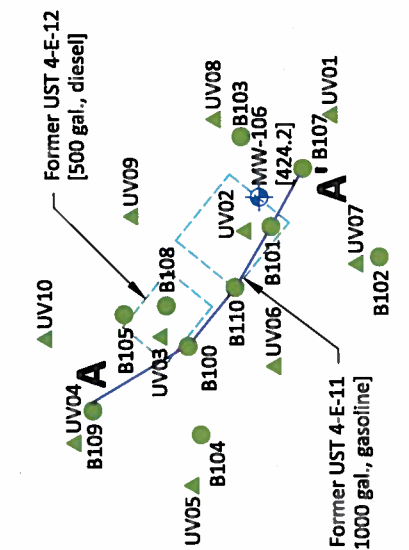 UV10
Former UST 4-E-12
[500 gal., diesel]
UV04
A
B109
UV09
B105
B108
UV03
UV05
B104
B100
UV08
UV02
B103
B110
MW-106
[424.2]
B101
UV06
B107
UV01
A'
Former UST 4-E-11
1000 gal., gasoline]
UV07
B102